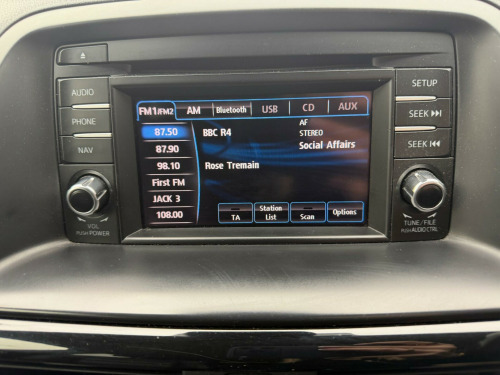 AUDIO
PHONE
NAV
VOL
PUSH POWER
FM1/FM2 AM Bluetooth USB CD AUX
87.50
87.90
98.10
First FM
JACK 3
108.00
BBC R4
AF
STEREO
Social Affairs
Rose Tremain
TA
Station
List
Scan
Options
SETUP
SEEK
SEEK
TUNE/FILE
PUSH AUDIO CTRL